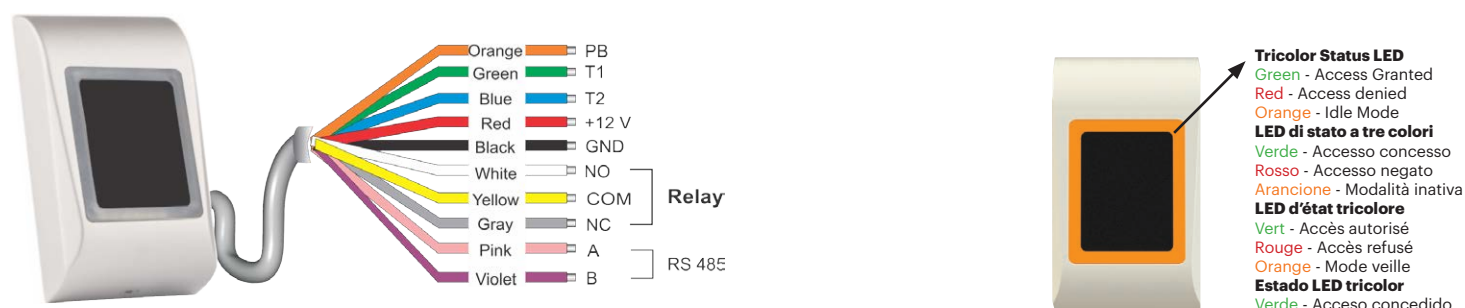 Orange PB
Green T1
Blue T2
Red +12 V
Black GND
White NO
Yellow COM
Gray NC
Relay
Pink A
Violet B
RS 485
Tricolor Status LED
Green - Access Granted
Red - Access denied
Orange - Idle Mode
LED di stato a tre colori
Verde - Accesso concesso
Rosso - Accesso negato
Arancione - Modalità inativa
LED d'état tricolore
Vert - Accès autorisé
Rouge - Accès refusé
Orange - Mode veille
Estado LED tricolor
Verde - Acceso concedido